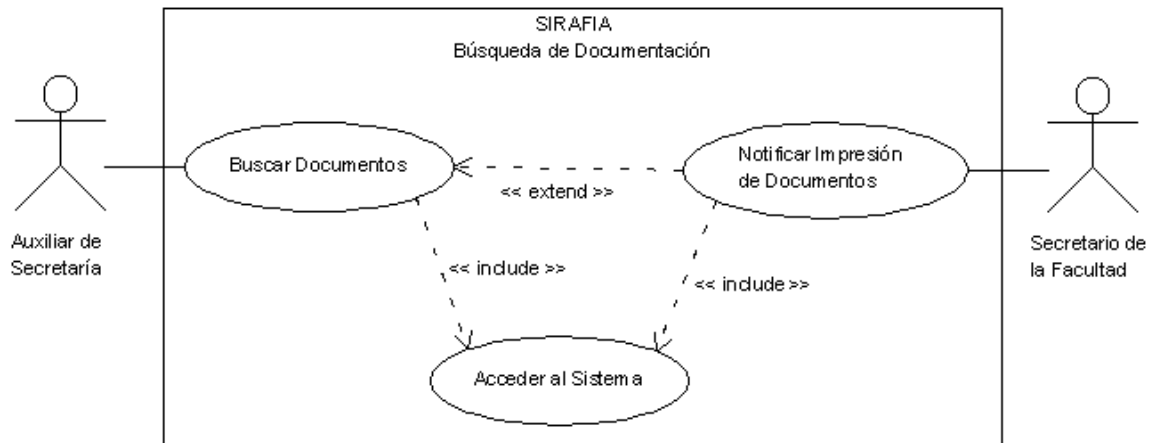 SIRAFIA
Búsqueda de Documentación
Buscar Documentos
Notificar Impresión
de Documentos
<< extend >>
Auxiliar de
Secretaría
Secretario de
la Facultad
<< include >>
<< include >>
Acceder al Sistema